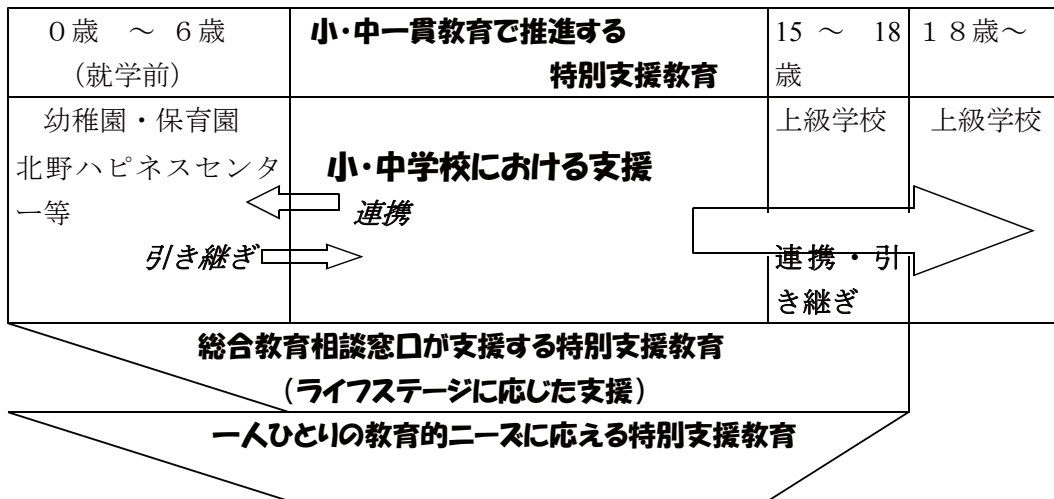 ０歳　～６歳
（就学前）
小・中一貫教育で推進する
特別支援教育
15 ～　18
歳
１８歳～
幼稚園・保育園
北野ハピネスセンタ
ー等
小・中学校における支援
上級学校
上級学校
連携
引き継ぎ
連携・引
き継ぎ
総合教育相談窓口が支援する特別支援教育
（ライフステージに応じた支援）
一人ひとりの教育的ニーズに応える特別支援教育